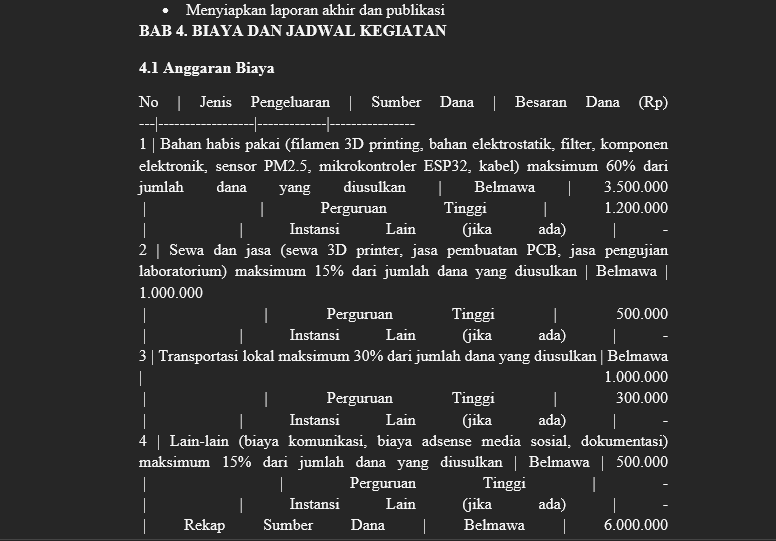 • Menyiapkan laporan akhir dan publikasi
BAB 4. BIAYA DAN JADWAL KEGIATAN
4.1 Anggaran Biaya
No | Jenis Pengeluaran | Sumber Dana | Besaran Dana (Rp)
---|------------------|-------------|----------------
1 | Bahan habis pakai (filamen 3D printing, bahan elektrostatik, filter, komponen
elektronik, sensor PM2.5, mikrokontroler ESP32, kabel) maksimum 60% dari
jumlah dana yang diusulkan | Belmawa | 3.500.000
| | Perguruan Tinggi | 1.200.000
| | Instansi Lain (jika ada) | -
2 | Sewa dan jasa (sewa 3D printer, jasa pembuatan PCB, jasa pengujian
laboratorium) maksimum 15% dari jumlah dana yang diusulkan | Belmawa |
1.000.000
| | Perguruan Tinggi | 500.000
| | Instansi Lain (jika ada) | -
3 | Transportasi lokal maksimum 30% dari jumlah dana yang diusulkan | Belmawa
| 1.000.000
| | Perguruan Tinggi | 300.000
| | Instansi Lain (jika ada) | -
4 | Lain-lain (biaya komunikasi, biaya adsense media sosial, dokumentasi)
maksimum 15% dari jumlah dana yang diusulkan | Belmawa | 500.000
| | Perguruan Tinggi | -
| | Instansi Lain (jika ada) | -
| Rekap Sumber Dana | Belmawa | 6.000.000